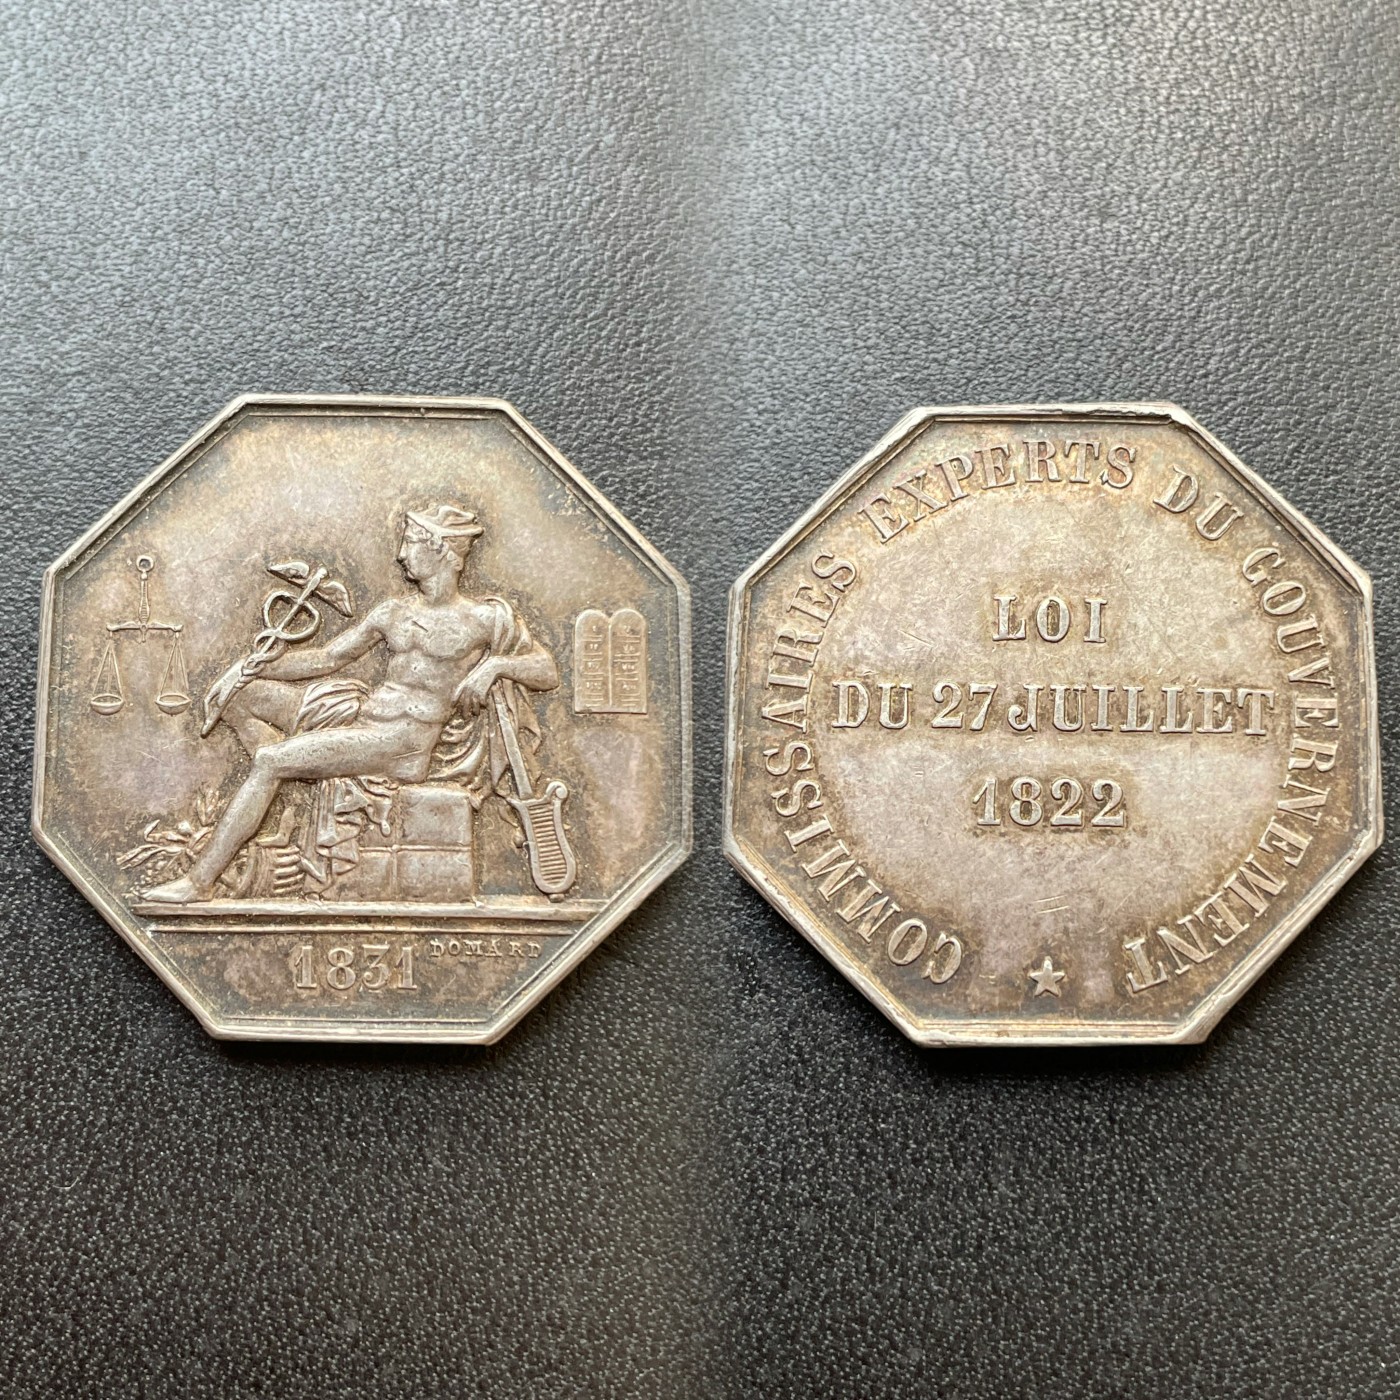 1831
DOMARD
COMMISSAIRES EXPERTS DU GOUVERNEMENT
LOI
DU 27 JUILLET
1822